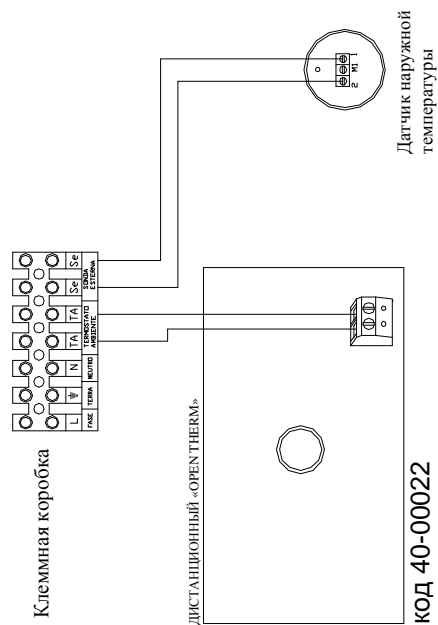 Клеммная коробка
L
⏚
N
TA
TA
Se
Se
FASE
TERRA
NEUTRO
TERMOSTATO
AMBIENTE
SONDA
ESTERNA
2 M1 1
Датчик наружной
температуры
ДИСТАНЦИОННЫЙ «OPEN THERM»
код 40-00022